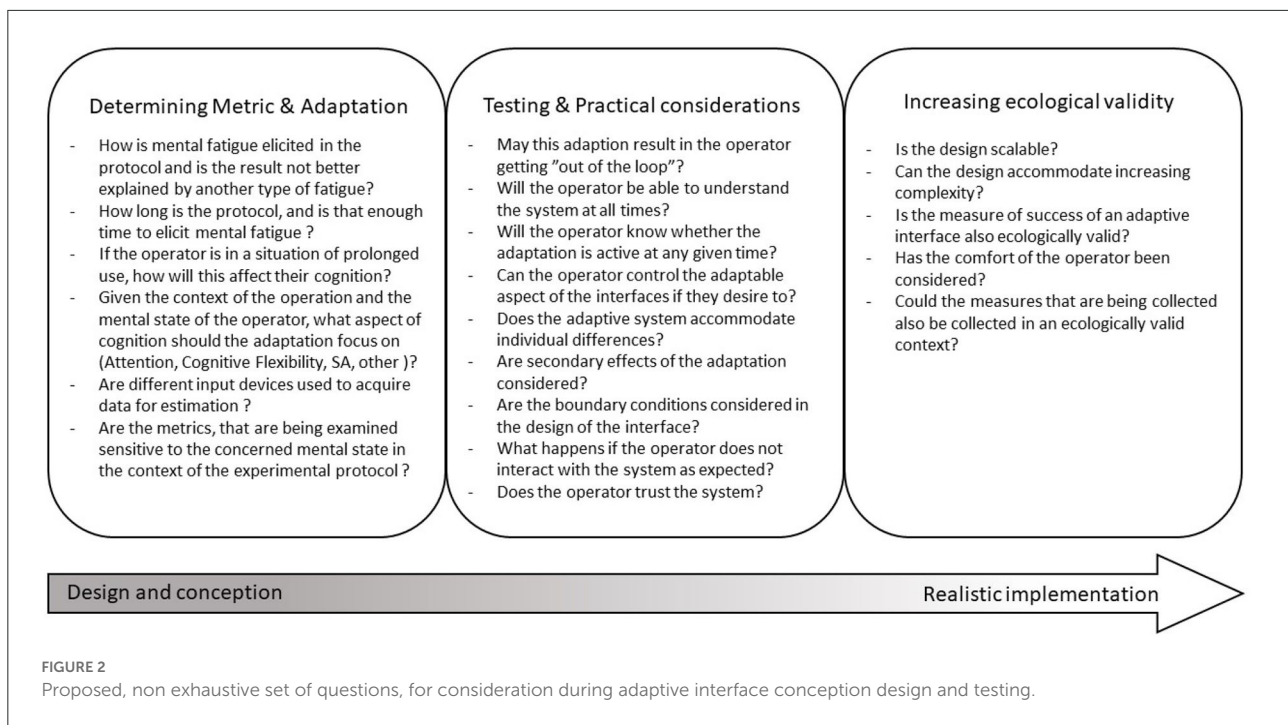 Determining Metric & Adaptation
- How is mental fatigue elicited in the
protocol and is the result not better
explained by another type of fatigue?
- How long is the protocol, and is that enough
time to elicit mental fatigue ?
- If the operator is in a situation of prolonged
use, how will this affect their cognition?
- Given the context of the operation and the
mental state of the operator, what aspect of
cognition should the adaptation focus on
(Attention, Cognitive Flexibility, SA, other )?
- Are different input devices used to acquire
data for estimation ?
- Are the metrics, that are being examined
sensitive to the concerned mental state in
the context of the experimental protocol ?
Testing & Practical considerations
- May this adaption result in the operator
getting ”out of the loop”?
- Will the operator be able to understand
the system at all times?
- Will the operator know whether the
adaptation is active at any given time?
- Can the operator control the adaptable
aspect of the interfaces if they desire to?
- Does the adaptive system accommodate
individual differences?
- Are secondary effects of the adaptation
considered?
- Are the boundary conditions considered in
the design of the interface?
- What happens if the operator does not
interact with the system as expected?
- Does the operator trust the system?
Increasing ecological validity
- Is the design scalable?
- Can the design accommodate increasing
complexity?
- Is the measure of success of an adaptive
interface also ecologically valid?
- Has the comfort of the operator been
considered?
- Could the measures that are being collected
also be collected in an ecologically valid
context?
Design and conception
Realistic implementation
FIGURE 2
Proposed, non exhaustive set of questions, for consideration during adaptive interface conception design and testing.